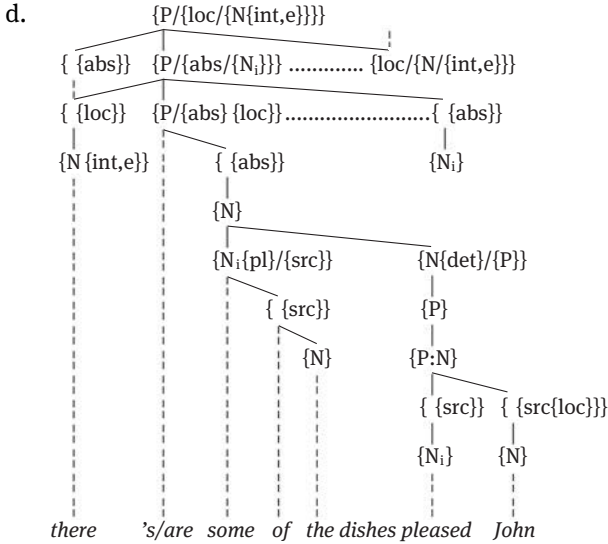 d. {P/{loc/{N{int,e}}}}
{ {abs}} {P/{abs/{Nᵢ}}} ............. {loc/{N/{int,e}}}
{ {loc}} {P/{abs} {loc}}.......................{ {abs}}
{N{int,e}} { {abs}} {Nᵢ}
{N}
{Nᵢ{pl}/{src}} {N{det}/{P}}
{ {src}} {P}
{N} {P:N}
{ {src}} { {src{loc}}}
{Nᵢ} {N}
there 's/are some of the dishes pleased John